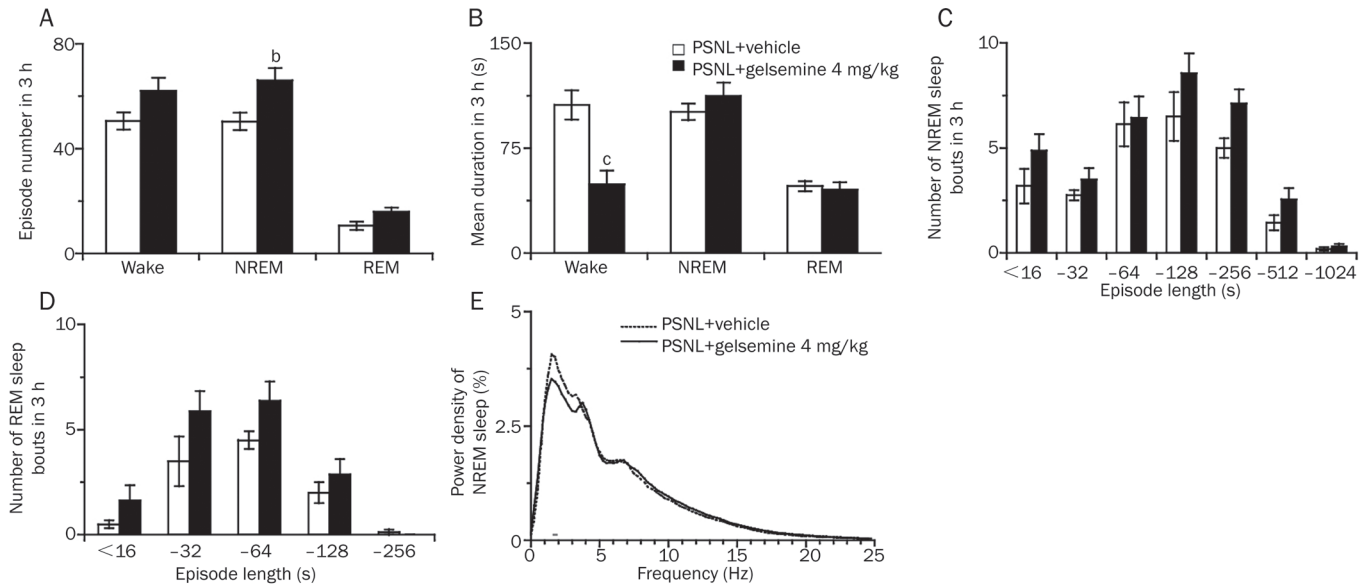 A
Episode number in 3 h
80
40
0
b
Wake
NREM
REM
B
Mean duration in 3 h (s)
150
75
0
PSNL+vehicle
PSNL+gelsemine 4 mg/kg
c
Wake
NREM
REM
C
Number of NREM sleep
bouts in 3 h
10
5
0
<16 –32 –64 –128 –256 –512 –1024
Episode length (s)
D
Number of REM sleep
bouts in 3 h
10
5
0
<16 –32 –64 –128 –256
Episode length (s)
E
Power density of
NREM sleep (%)
5
2.5
0
PSNL+vehicle
PSNL+gelsemine 4 mg/kg
0 5 10 15 20 25
Frequency (Hz)